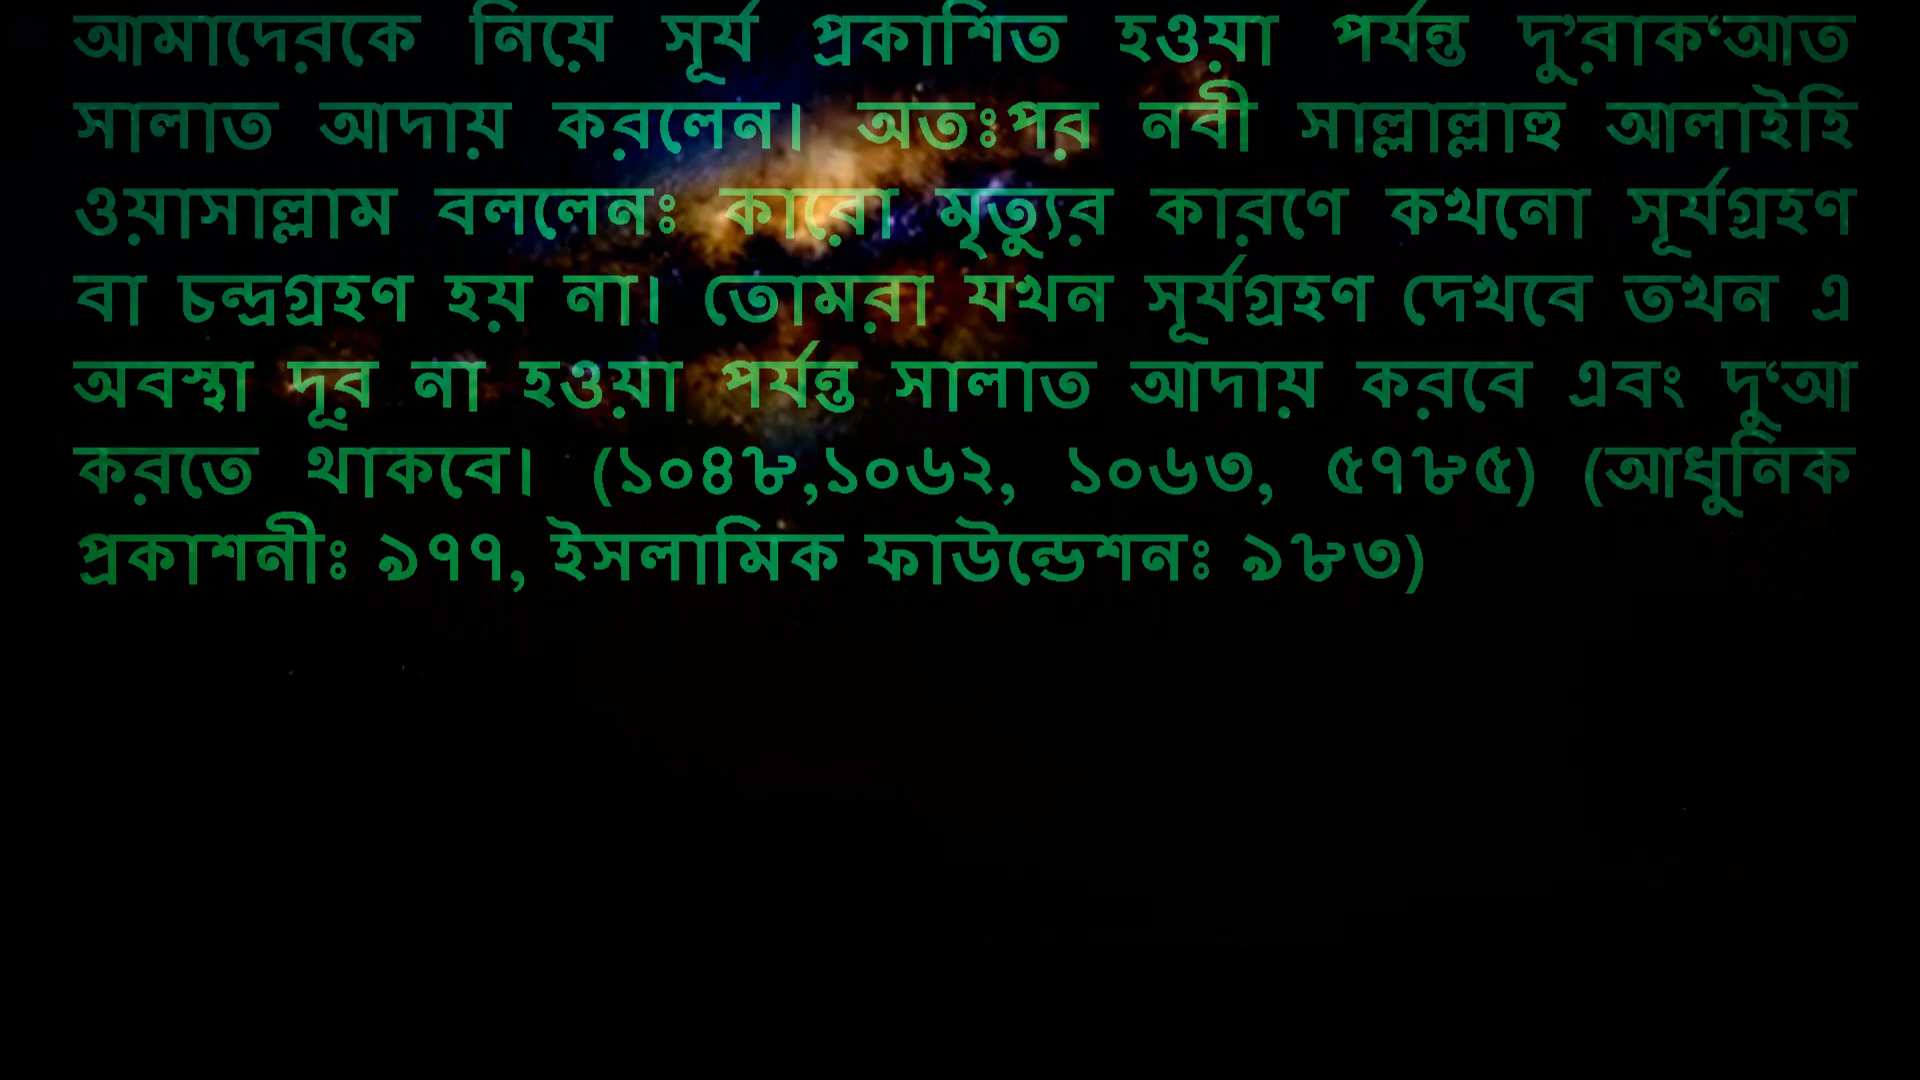 আমাদেরকে নিয়ে সূর্য প্রকাশিত হওয়া পর্যন্ত দু’রাক‘আত
সালাত আদায় করলেন। অতঃপর নবী সাল্লাল্লাহু আলাইহি
ওয়াসাল্লাম বললেনঃ কারো মৃত্যুর কারণে কখনো সূর্যগ্রহণ
বা চন্দ্রগ্রহণ হয় না। তোমরা যখন সূর্যগ্রহণ দেখবে তখন এ
অবস্থা দূর না হওয়া পর্যন্ত সালাত আদায় করবে এবং দু‘আ
করতে থাকবে। (১০৪৮,১০৬২, ১০৬৩, ৫৭৮৫) (আধুনিক
প্রকাশনীঃ ৯৭৭, ইসলামিক ফাউন্ডেশনঃ ৯৮৩)